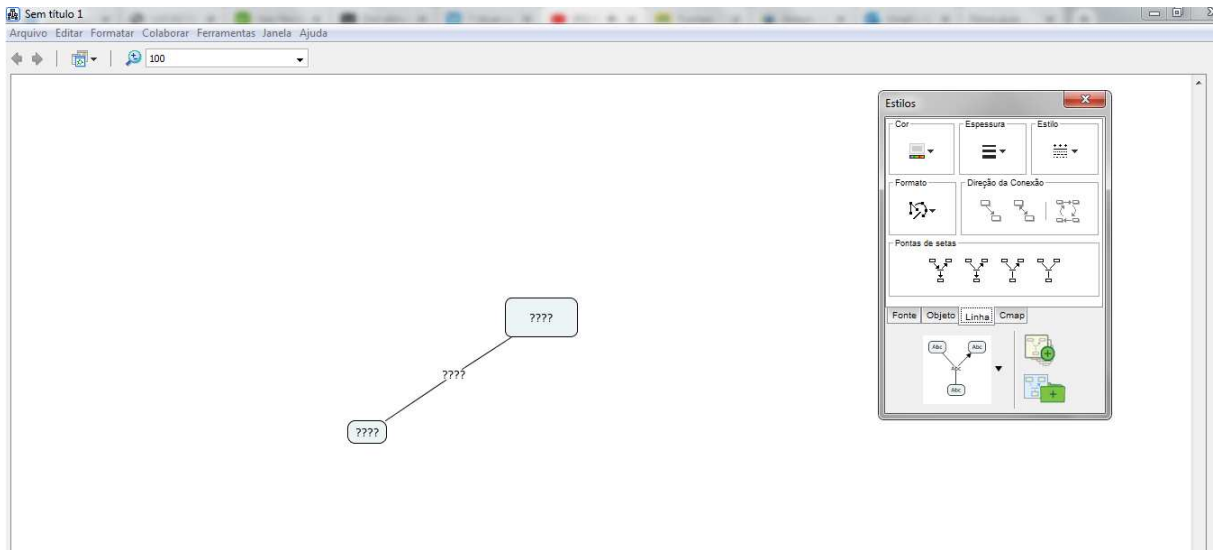 Sem título 1
Arquivo Editar Formatar Colaborar Ferramentas Janela Ajuda
100
Estilos
Cor Espessura Estilo
Formato Direção da Conexão
Pontas de setas
Fonte Objeto Linha Cmap
Abc Abc
Abc
Abc
????
????
????